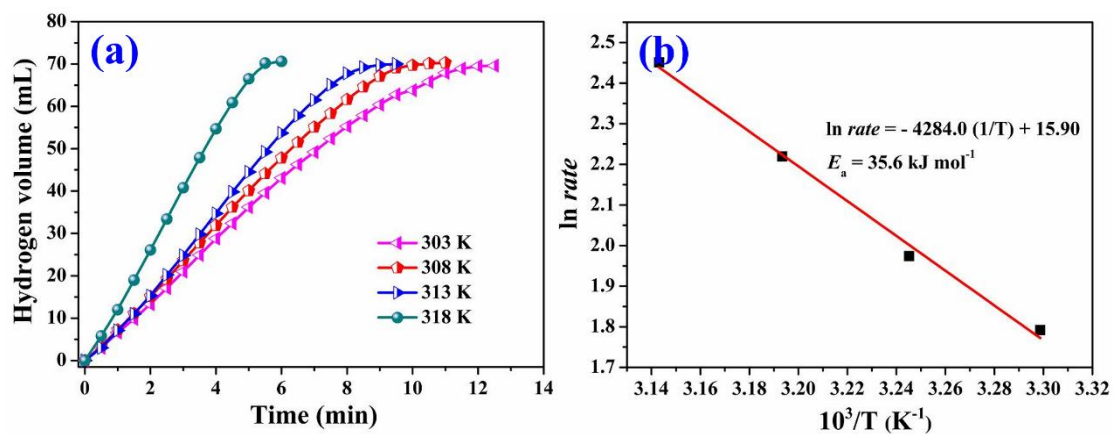 (a)
80
70
60
50
40
30
20
10
0
Hydrogen volume (mL)
303 K
308 K
313 K
318 K
0 2 4 6 8 10 12 14
Time (min)
(b)
2.5
2.4
2.3
2.2
2.1
2.0
1.9
1.8
1.7
ln rate
ln rate = - 4284.0 (1/T) + 15.90
Eₐ = 35.6 kJ mol⁻¹
3.14 3.16 3.18 3.20 3.22 3.24 3.26 3.28 3.30 3.32
10³/T (K⁻¹)